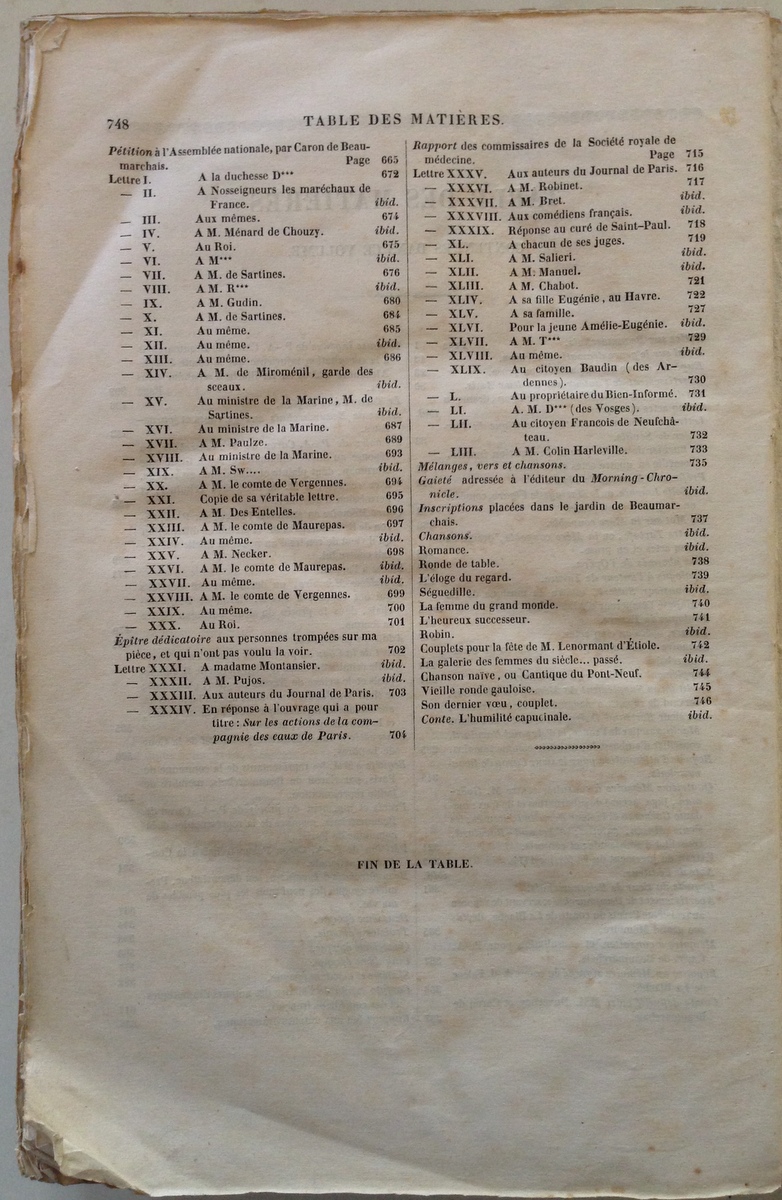 748
TABLE DES MATIÈRES.
Pétition à l'Assemblée nationale, par Caron de Beau-
marchais. Page 665
Lettre I. A la duchesse D*** 672
— II. A Nosseigneurs les maréchaux de
France. ibid.
— III. Aux mêmes. 674
— IV. A M. Ménard de Chouzy. ibid.
— V. Au Roi. 675
— VI. A M*** ibid.
— VII. A M. de Sartines. 676
— VIII. A M. R*** ibid.
— IX. A M. Gudin. 680
— X. A M. de Sartines. 684
— XI. Au même. 685
— XII. Au même. ibid.
— XIII. Au même. 686
— XIV. A M. de Miroménil, garde des
sceaux. ibid.
— XV. Au ministre de la Marine, M. de
Sartines. ibid.
— XVI. Au ministre de la Marine. 687
— XVII. A M. Paulze. 689
— XVIII. Au ministre de la Marine. 693
— XIX. A M. Sw.... ibid.
— XX. A M. le comte de Vergennes. 694
— XXI. Copie de sa véritable lettre. 695
— XXII. A M. Des Entelles. 696
— XXIII. A M. le comte de Maurepas. 697
— XXIV. Au même. ibid.
— XXV. A M. Necker. 698
— XXVI. A M. le comte de Maurepas. ibid.
— XXVII. Au même. ibid.
— XXVIII. A M. le comte de Vergennes. 699
— XXIX. Au même. 700
— XXX. Au Roi. 701
Épitre dédicatoire aux personnes trompées sur ma
pièce, et qui n'ont pas voulu la voir. 702
Lettre XXXI. A madame Montansier. ibid.
— XXXII. A M. Pujos. ibid.
— XXXIII. Aux auteurs du Journal de Paris. 703
— XXXIV. En réponse à l'ouvrage qui a pour
titre : Sur les actions de la com-
pagnie des eaux de Paris. 704
Rapport des commissaires de la Société royale de
médecine. Page 715
Lettre XXXV. Aux auteurs du Journal de Paris. 716
— XXXVI. A M. Robinet. 717
— XXXVII. A M. Bret. ibid.
— XXXVIII. Aux comédiens français. ibid.
— XXXIX. Réponse au curé de Saint-Paul. 718
— XL. A chacun de ses juges. 719
— XLI. A M. Salieri. ibid.
— XLII. A M. Manuel. ibid.
— XLIII. A M. Chabot. 721
— XLIV. A sa fille Eugénie, au Havre. 722
— XLV. A sa famille. 727
— XLVI. Pour la jeune Amélie-Eugénie. ibid.
— XLVII. A M. T*** 729
— XLVIII. Au même. ibid.
— XLIX. Au citoyen Baudin (des Ar-
dennes). 730
— L. Au propriétaire du Bien-Informé. 731
— LI. A. M. D*** (des Vosges). ibid.
— LII. Au citoyen Francois de Neufchâ-
teau. 732
— LIII. A M. Colin Harleville. 733
Mélanges, vers et chansons. 735
Gaieté adressée à l'éditeur du Morning-Chro-
nicle. ibid.
Inscriptions placées dans le jardin de Beaumar-
chais. 737
Chansons. ibid.
Romance. ibid.
Ronde de table. 738
L'éloge du regard. 739
Séguedille. ibid.
La femme du grand monde. 740
L'heureux successeur. 741
Robin. ibid.
Couplets pour la fête de M. Lenormant d'Étiole. 742
La galerie des femmes du siècle... passé. ibid.
Chanson naïve, ou Cantique du Pont-Neuf. 744
Vieille ronde gauloise. 745
Son dernier vœu, couplet. 746
Conte. L'humilité capucinale. ibid.
FIN DE LA TABLE.